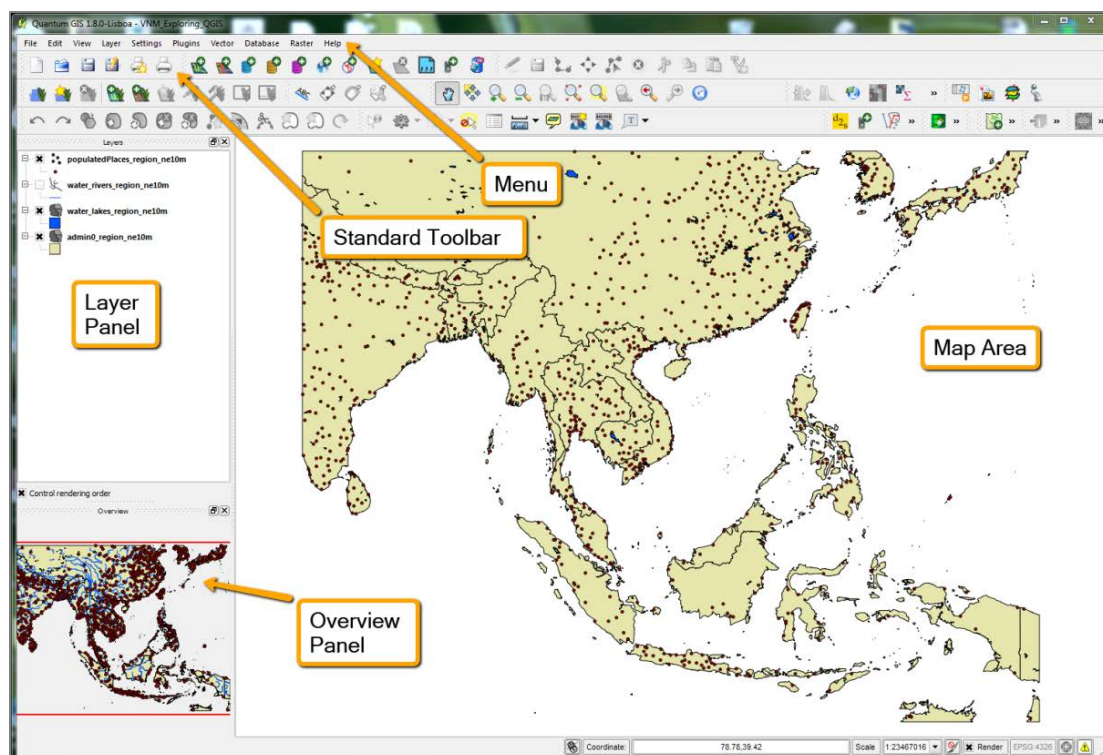 Quantum GIS 1.8.0-Lisboa - VNM_Exploring_QGIS
File Edit View Layer Settings Plugins Vector Database Raster Help
Layers
populatedPlaces_region_ne10m
water_rivers_region_ne10m
water_lakes_region_ne10m
admin0_region_ne10m
Menu
Standard Toolbar
Layer
Panel
Map Area
Control rendering order
Overview
Overview
Panel
Coordinate: 78.78,39.42 Scale 1:23467016 Render EPSG:4326